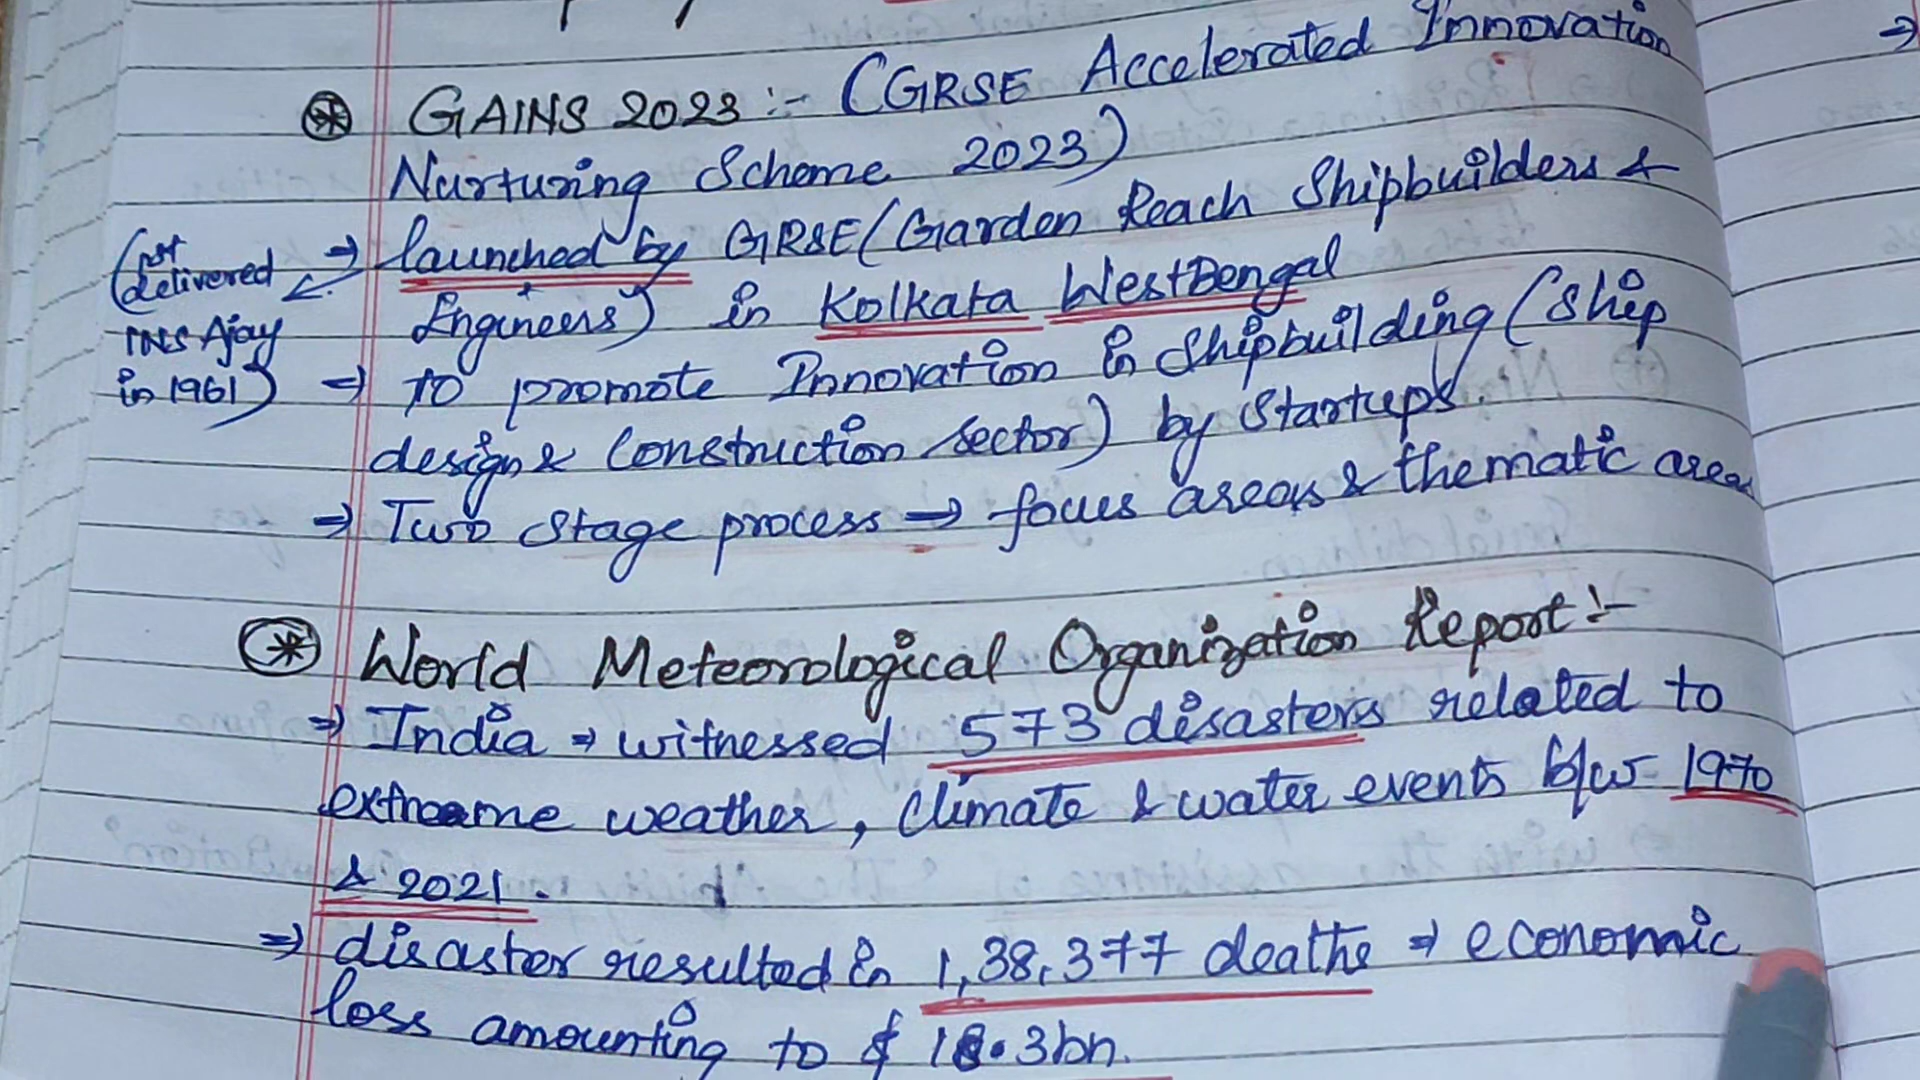 GAINS 2023 :- (GRSE Accelerated Innovation
Nurturing Scheme 2023)
⇒ launched by GRSE (Garden Reach Shipbuilders &
Engineers) in Kolkata West Bengal
(1st
delivered
INS Ajay
in 1961)
⇒ to promote Innovation in Shipbuilding (Ship
design & Construction sector) by Startups.
⇒ Two Stage process → focus areas & thematic areas
World Meteorological Organization Report :-
⇒ India → witnessed 573 disasters related to
extreme weather, climate & water events b/w 1970
& 2021.
⇒ disaster resulted in 1,38,377 deaths → economic
loss amounting to $ .3bn.